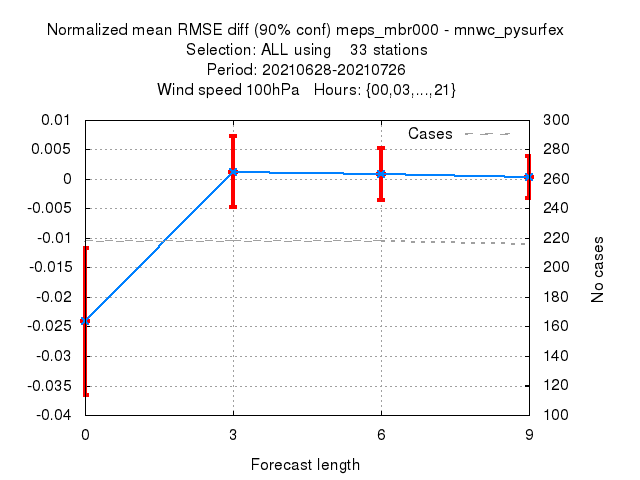 Normalized mean RMSE diff (90% conf) meps_mbr000 - mnwc_pysurfex
Selection: ALL using 33 stations
Period: 20210628-20210726
Wind speed 100hPa Hours: {00,03,...,21}
Cases
0.01
0.005
0
-0.005
-0.01
-0.015
-0.02
-0.025
-0.03
-0.035
-0.04
300
280
260
240
220
200
180
160
140
120
100
No cases
0 3 6 9
Forecast length